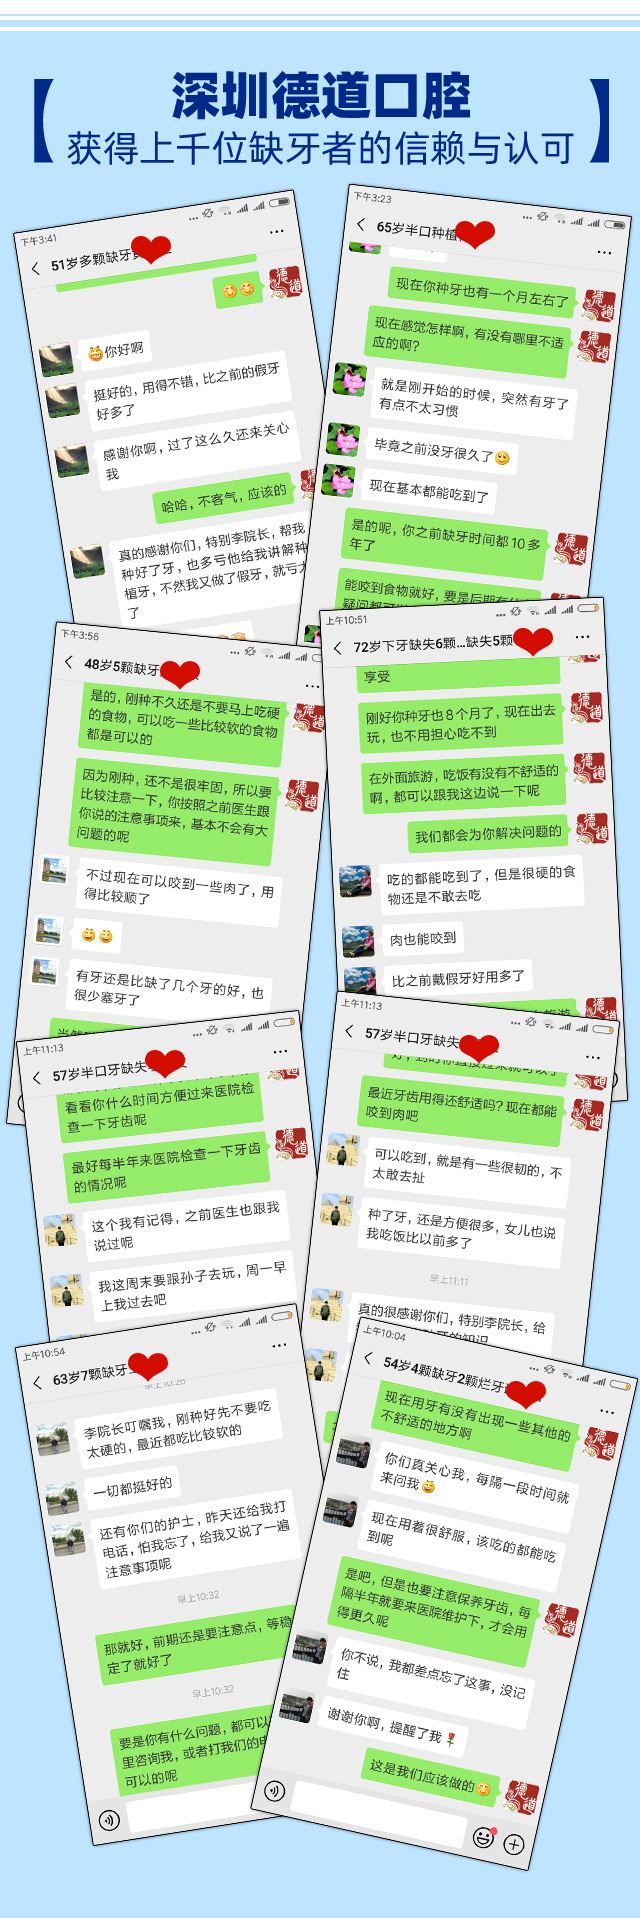 深圳德道口腔
获得上千位缺牙者的信赖与认可
下午3:41
51岁多颗缺牙
你好啊
挺好的，用得不错，比之前的假牙
好多了
感谢你啊，过了这么久还来关心
我
哈哈，不客气，应该的
真的感谢你们，特别李院长，帮我
种好了牙，也多亏他给我讲解种
植牙，不然我又做了假牙，就亏大
了
下午3:23
65岁半口种植
现在你种牙也有一个月左右了
现在感觉怎样啊，有没有哪里不适
应的啊？
就是刚开始的时候，突然有牙了
有点不太习惯
毕竟之前没牙很久了
现在基本都能吃到了
是的呢，你之前缺牙时间都10多
年了
能咬到食物就好，要是后期有什
疑问都可
下午3:56
48岁5颗缺牙
是的，刚种不久还是不要马上吃硬
的食物，可以吃一些比较软的食物
都是可以的
因为刚种，还不是很牢固，所以要
比较注意一下，你按照之前医生跟
你说的注意事项来，基本不会有大
问题的呢
不过现在可以咬到一些肉了，用
得比较顺了
有牙还是比缺了几个牙的好，也
很少塞牙了
当然
上午10:51
72岁下牙缺失6颗...缺失5颗
享受
刚好你种牙也8个月了，现在出去
玩，也不用担心吃不到
在外面旅游，吃饭有没有不舒适的
啊，都可以跟我这边说一下呢
我们都会为你解决问题的
吃的都能吃到了，但是很硬的食
物还是不敢去吃
肉也能咬到
比之前戴假牙好用多了
旅游
上午11:13
57岁半口牙缺失
看看你什么时间方便过来医院检
查一下牙齿呢
最好每半年来医院检查一下牙齿
的情况呢
这个我有记得，之前医生也跟我
说过呢
我这周末要跟孙子去玩，周一早
上我过去吧
上午11:13
57岁半口牙缺失
好，到时你直接过来就可以了
最近牙齿用得还舒适吗？现在都能
咬到肉吧
可以吃到，就是有一些很韧的，不
太敢去扯
种了牙，还是方便很多，女儿也说
我吃饭比以前多了
早上11:11
真的很感谢你们，特别李院长，给
的知识
上午10:54
63岁7颗缺牙
早上10:26
李院长叮嘱我，刚种好先不要吃
太硬的，最近都吃比较软的
一切都挺好的
还有你们的护士，昨天还给我打
电话，怕我忘了，给我又说了一遍
注意事项呢
早上10:32
那就好，前期还是要注意点，等稳
定了就好了
早上10:32
要是你有什么问题，都可以
里咨询我，或者打我们的电
可以的呢
上午10:04
54岁4颗缺牙2颗烂牙
现在用牙有没有出现一些其他的
不舒适的地方啊
你们真关心我，每隔一段时间就
来问我
现在用着很舒服，该吃的都能吃
到呢
是吧，但是也要注意保养牙齿，每
隔半年就要来医院维护下，才会用
得更久呢
你不说，我都差点忘了这事，没记
住
谢谢你啊，提醒了我
这是我们应该做的
德道